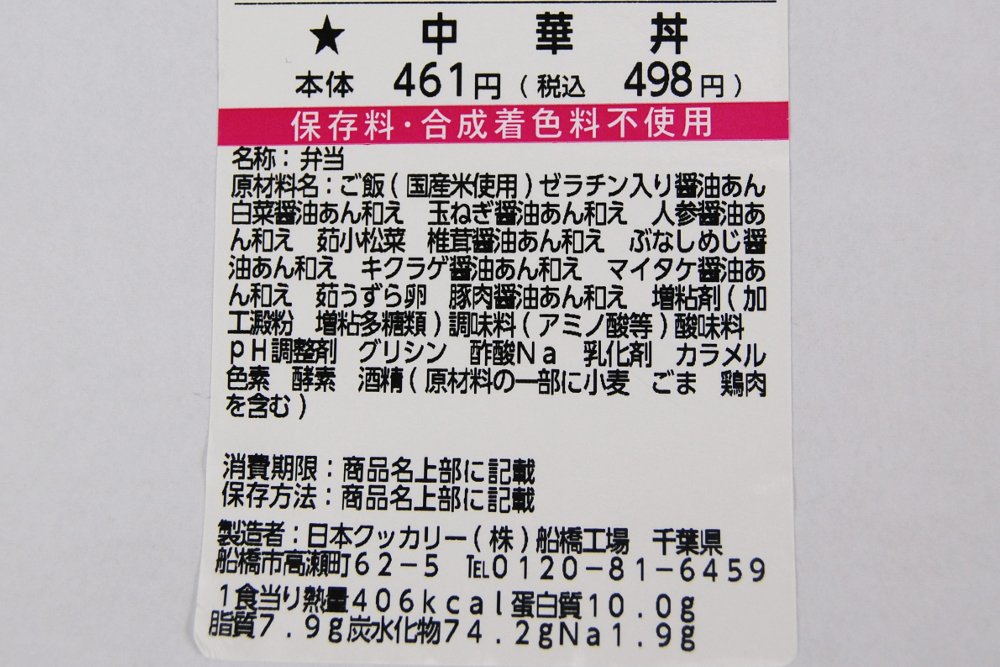 ★ 中華丼
本体 461円(税込 498円)
保存料・合成着色料不使用
名称:弁当
原材料名:ご飯(国産米使用)ゼラチン入り醤油あん
白菜醤油あん和え 玉ねぎ醤油あん和え 人参醤油あ
ん和え 茹小松菜 椎茸醤油あん和え ぶなしめじ醤
油あん和え キクラゲ醤油あん和え マイタケ醤油あ
ん和え 茹うずら卵 豚肉醤油あん和え 増粘剤(加
工澱粉 増粘多糖類)調味料(アミノ酸等)酸味料
pH調整剤 グリシン 酢酸Na 乳化剤 カラメル
色素 酵素 酒精(原材料の一部に小麦 ごま 鶏肉
を含む)
消費期限:商品名上部に記載
保存方法:商品名上部に記載
製造者:日本クッカリー(株)船橋工場 千葉県
船橋市高瀬町62-5 ℡0120-81-6459
1食当り熱量406kcal蛋白質10.0g
脂質7.9g炭水化物74.2gNa1.9g